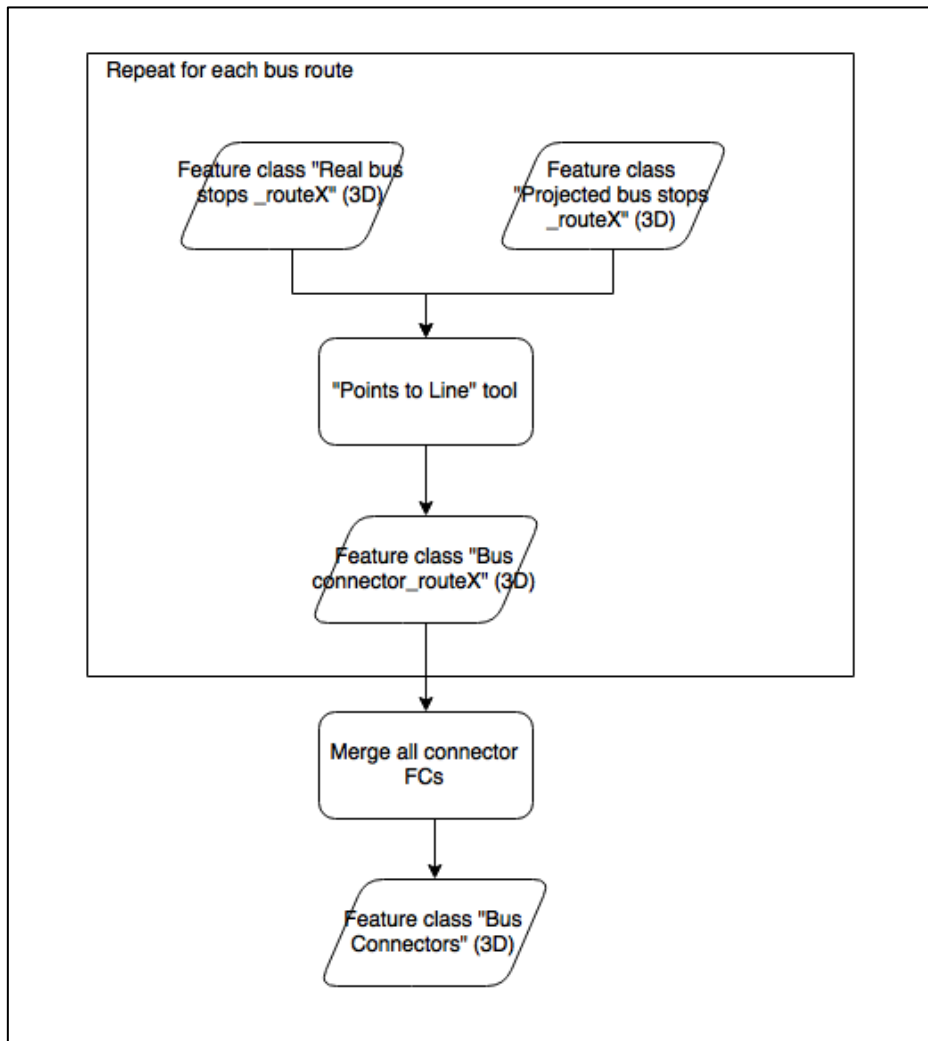 Repeat for each bus route
Feature class "Real bus
stops _routeX" (3D)
Feature class
"Projected bus stops
_routeX" (3D)
"Points to Line" tool
Feature class "Bus
connector_routeX" (3D)
Merge all connector
FCs
Feature class "Bus
Connectors" (3D)